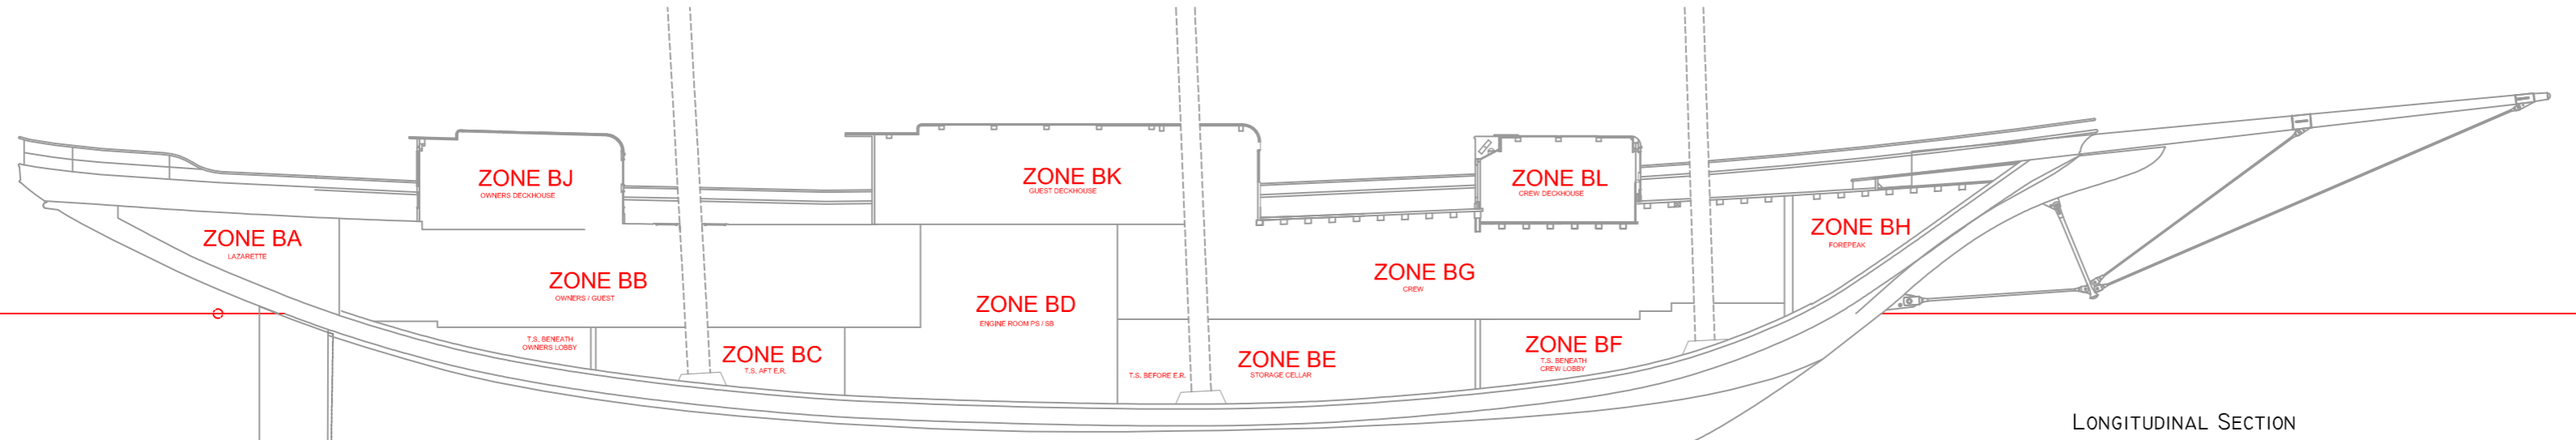 ZONE BJ
OWNERS DECKHOUSE
ZONE BK
GUEST DECKHOUSE
ZONE BL
CREW DECKHOUSE
ZONE BA
LAZARETTE
ZONE BB
OWNERS / GUEST
ZONE BD
ENGINE ROOM PS / SB
ZONE BG
CREW
ZONE BH
FOREPEAK
T.S. BENEATH
OWNERS LOBBY
ZONE BC
T.S. AFT E.R.
T.S. BEFORE E.R.
ZONE BE
STORAGE CELLAR
ZONE BF
T.S. BENEATH
CREW LOBBY
LONGITUDINAL SECTION